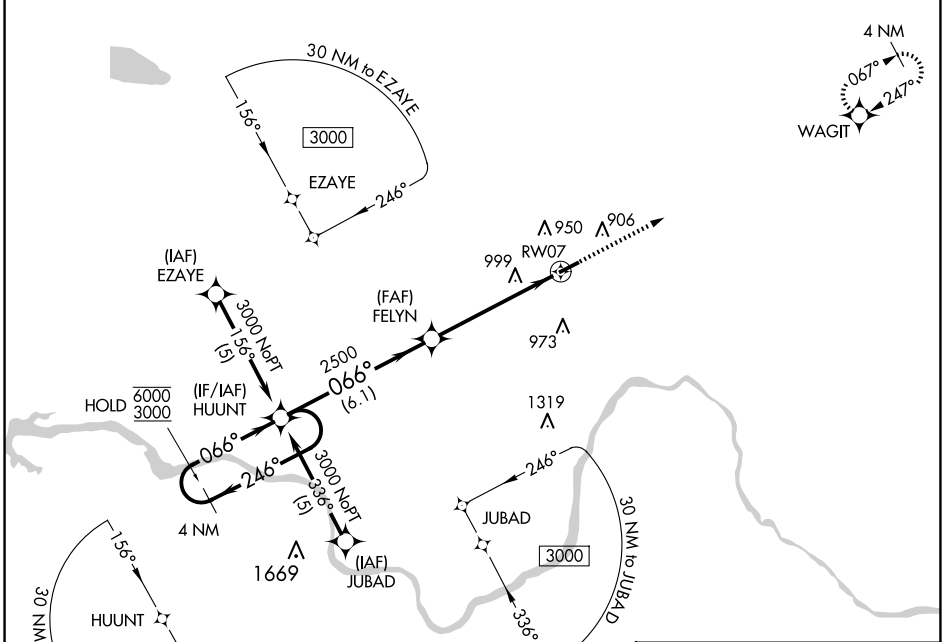 4 NM
067°
247°
WAGIT
30 NM to EZAYE
156°
3000
EZAYE
246°
950
906
RW07
999
(IAF)
EZAYE
3000 NoPT
156°
(5)
(FAF)
FELYN
973
2500
066°
(6.1)
HOLD
6000
3000
(IF/IAF)
HUUNT
1319
066°
246°
4 NM
3000 NoPT
336°
(5)
(IAF)
JUBAD
1669
246°
JUBAD
3000
30 NM to JUBAD
336°
156°
HUUNT
30 NM